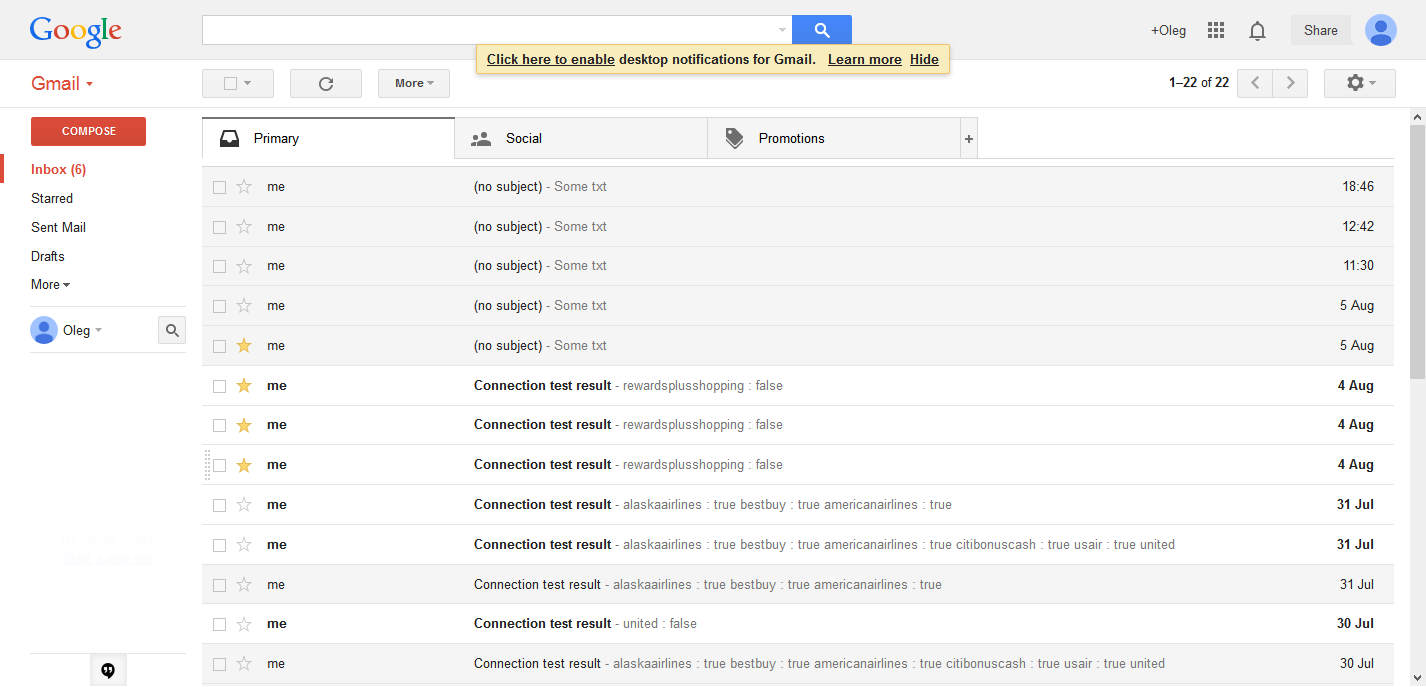 Google
+Oleg
Share
Click here to enable desktop notifications for Gmail. Learn more Hide
Gmail
More
1–22 of 22
COMPOSE
Inbox (6)
Starred
Sent Mail
Drafts
More
Oleg
Primary
Social
Promotions
+
me (no subject) - Some txt 18:46
me (no subject) - Some txt 12:42
me (no subject) - Some txt 11:30
me (no subject) - Some txt 5 Aug
me (no subject) - Some txt 5 Aug
me Connection test result - rewardsplusshopping : false 4 Aug
me Connection test result - rewardsplusshopping : false 4 Aug
me Connection test result - rewardsplusshopping : false 4 Aug
me Connection test result - alaskaairlines : true bestbuy : true americanairlines : true 31 Jul
me Connection test result - alaskaairlines : true bestbuy : true americanairlines : true citibonuscash : true usair : true united 31 Jul
me Connection test result - alaskaairlines : true bestbuy : true americanairlines : true 31 Jul
me Connection test result - united : false 30 Jul
me Connection test result - alaskaairlines : true bestbuy : true americanairlines : true citibonuscash : true usair : true united 30 Jul